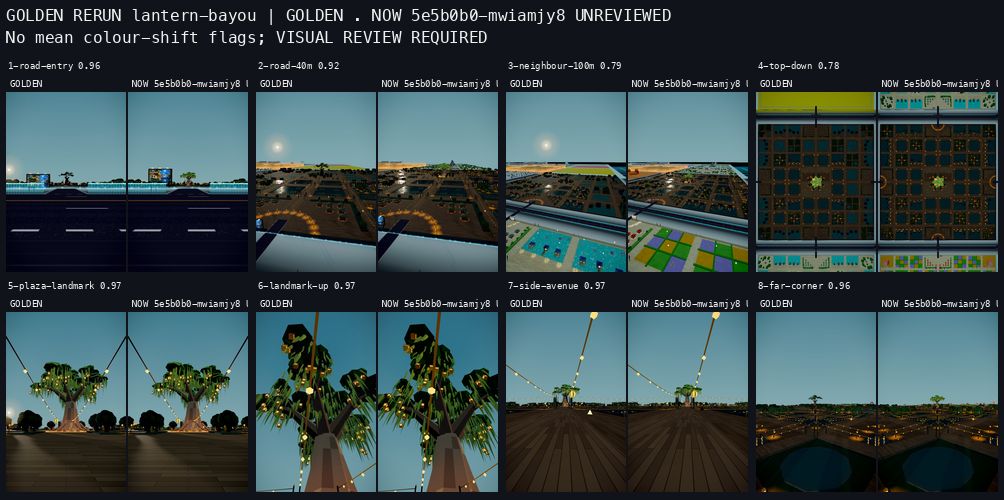 GOLDEN RERUN lantern-bayou | GOLDEN . NOW 5e5b0b0-mwiamjy8 UNREVIEWED
No mean colour-shift flags; VISUAL REVIEW REQUIRED
1-road-entry 0.96
2-road-40m 0.92
3-neighbour-100m 0.79
4-top-down 0.78
GOLDEN NOW 5e5b0b0-mwiamjy8
GOLDEN NOW 5e5b0b0-mwiamjy8
GOLDEN NOW 5e5b0b0-mwiamjy8
GOLDEN NOW 5e5b0b0-mwiamjy8
5-plaza-landmark 0.97
6-landmark-up 0.97
7-side-avenue 0.97
8-far-corner 0.96
GOLDEN NOW 5e5b0b0-mwiamjy8
GOLDEN NOW 5e5b0b0-mwiamjy8
GOLDEN NOW 5e5b0b0-mwiamjy8
GOLDEN NOW 5e5b0b0-mwiamjy8